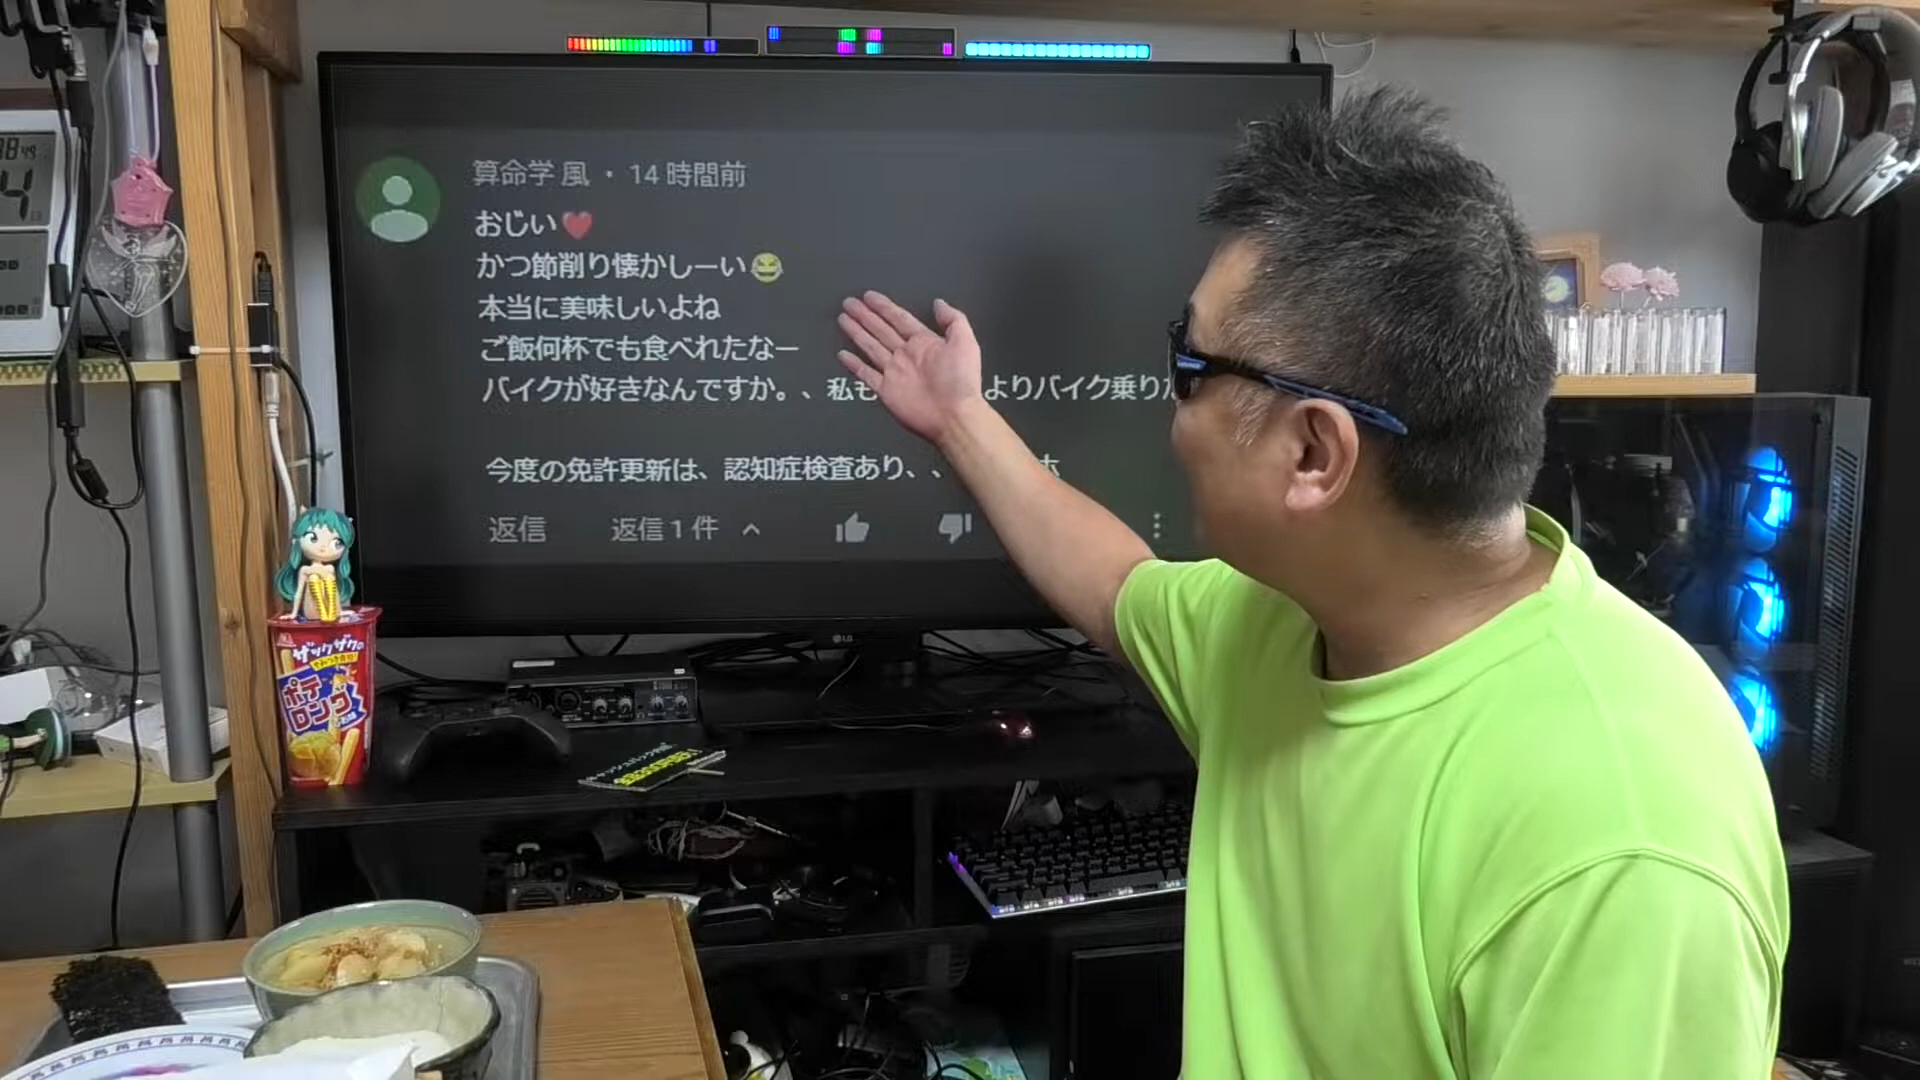 算命学 風 ・ 14 時間前
おじい❤️
かつ節削り懐かしーい😂
本当に美味しいよね
ご飯何杯でも食べれたなー
バイクが好きなんですか。、私も よりバイク乗り
今度の免許更新は、認知症検査あり、、
返信 返信 1 件
LG
ザックザクの
ポテ
ロング